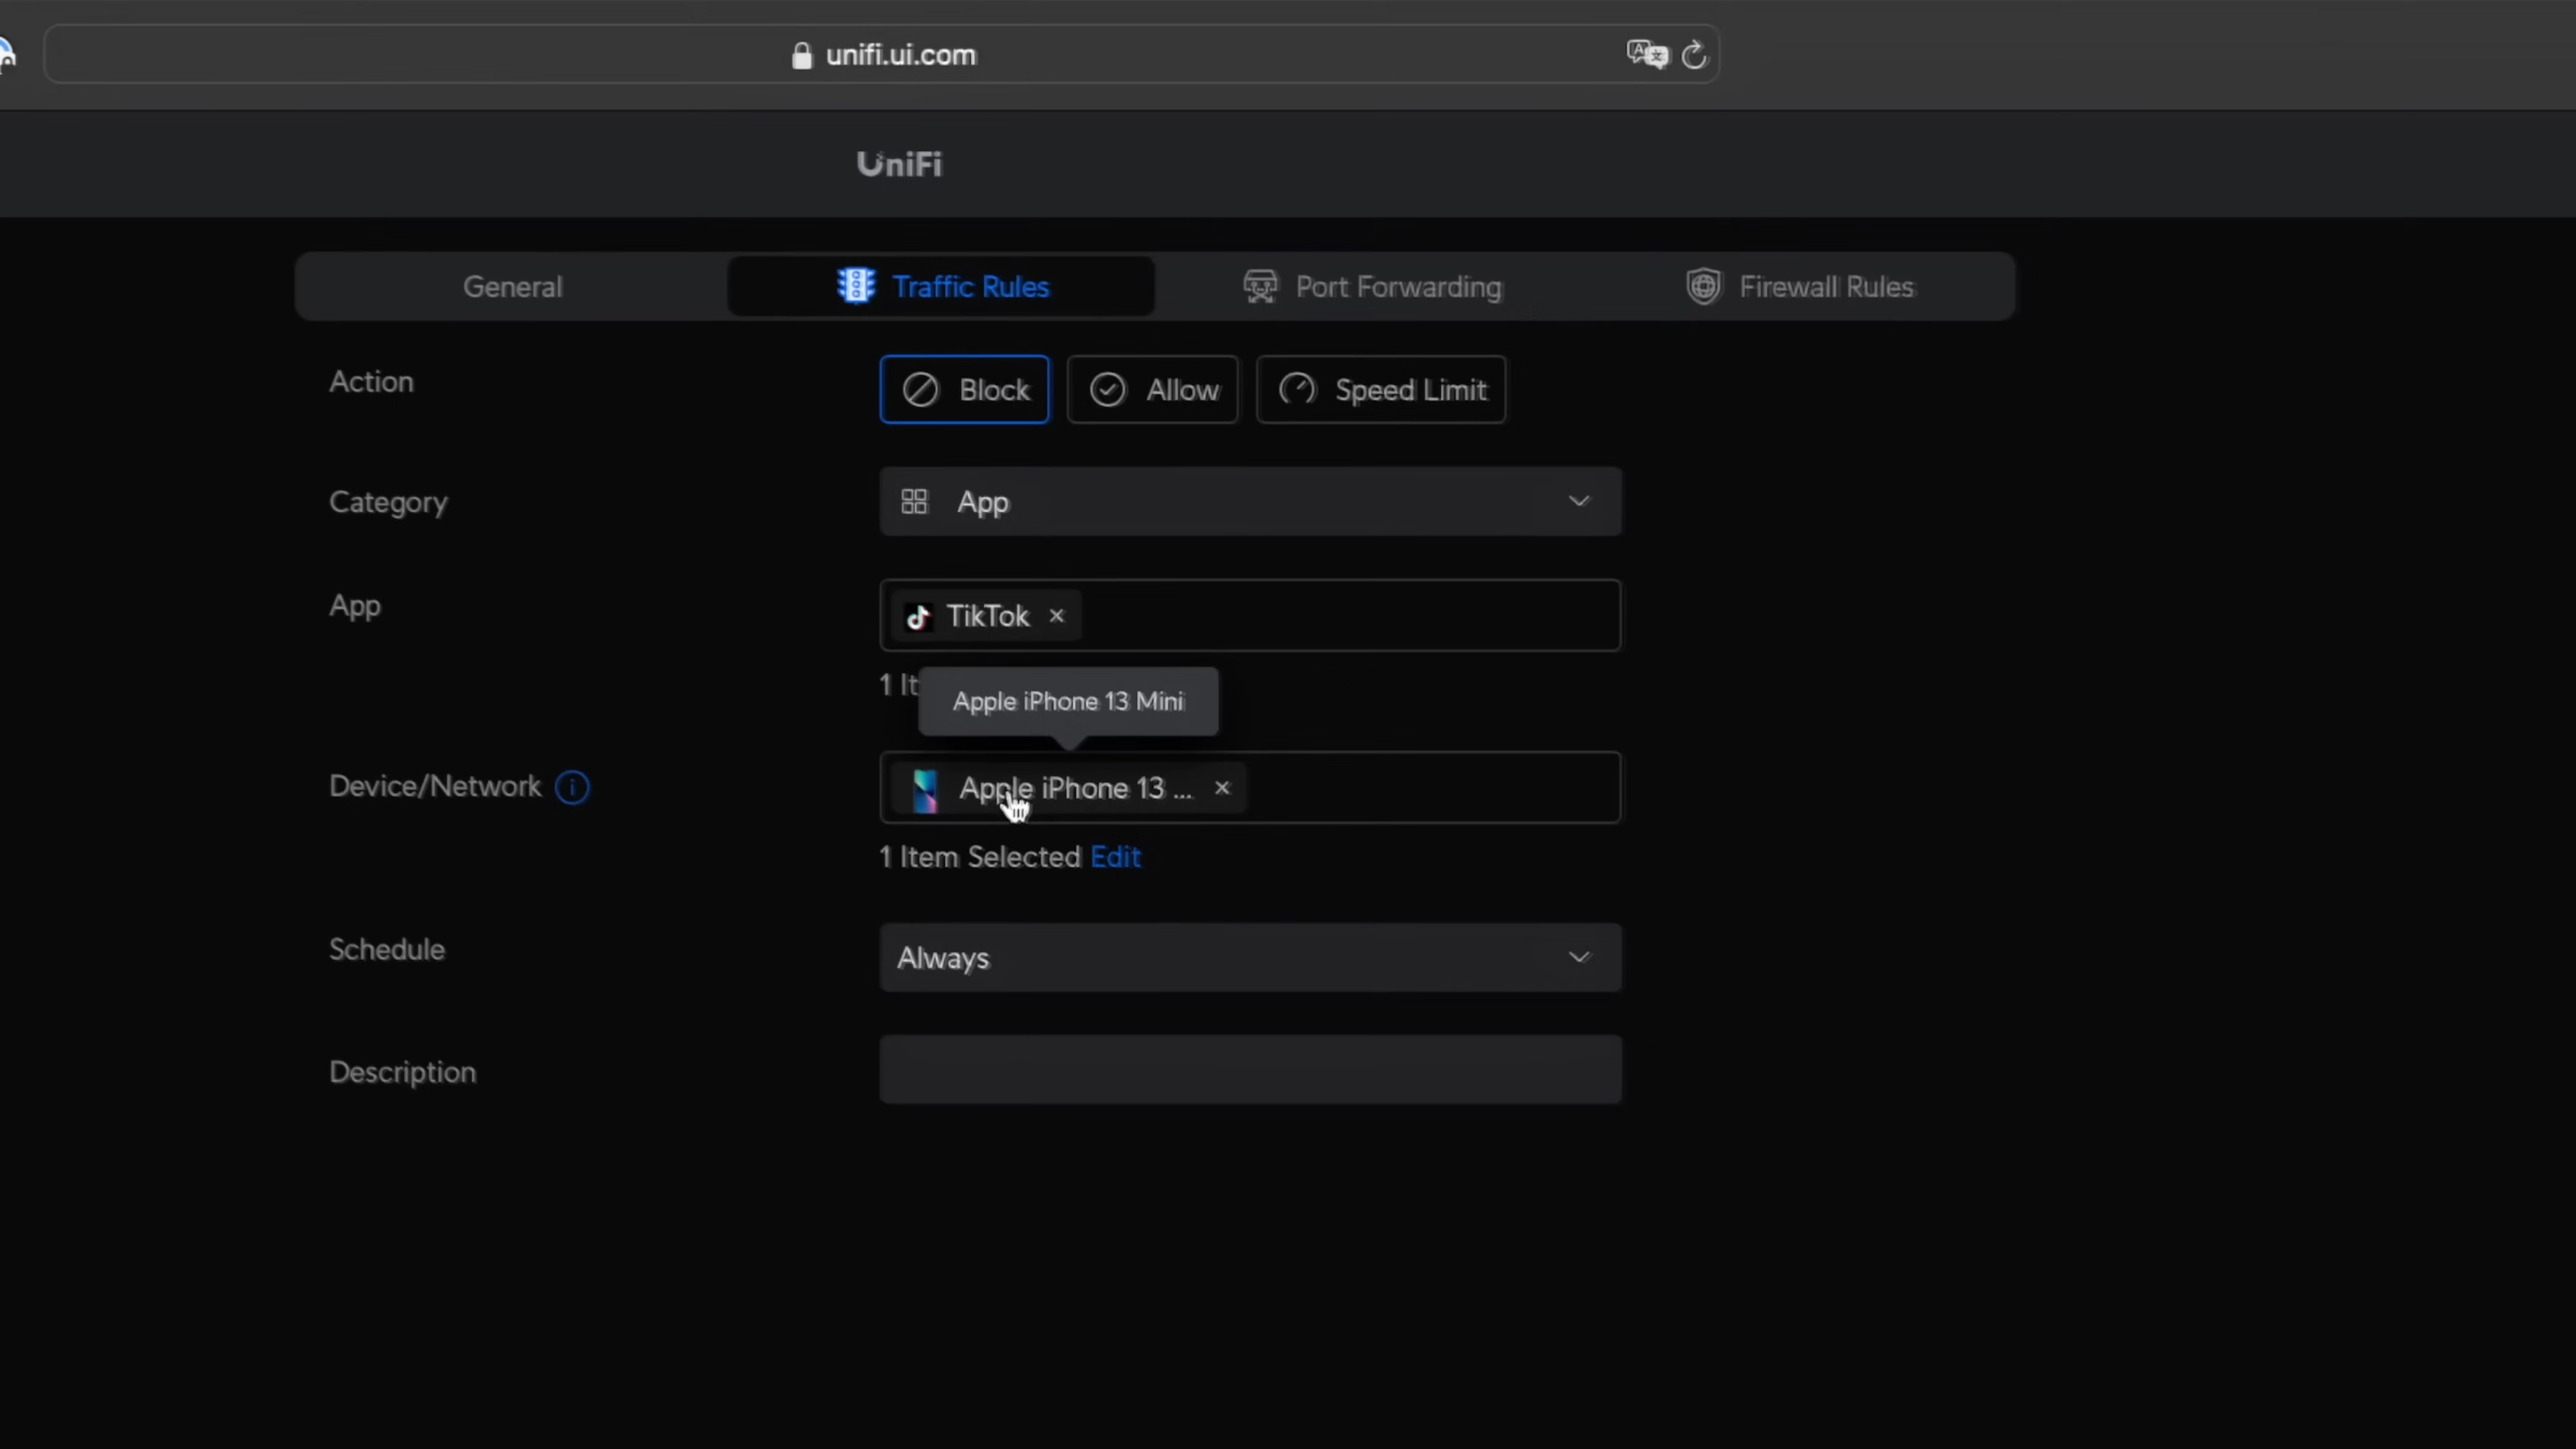 unifi.ui.com
UniFi
General
Traffic Rules
Port Forwarding
Firewall Rules
Action
Block
Allow
Speed Limit
Category
App
App
TikTok
1 It
Apple iPhone 13 Mini
Device/Network
Apple iPhone 13 ...
1 Item Selected Edit
Schedule
Always
Description